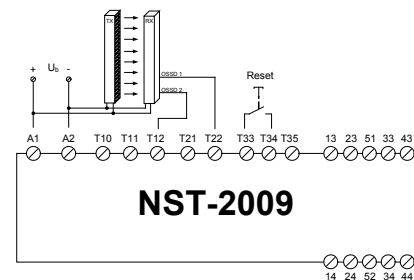 TX RX
+ Ub -
OSSD 1
OSSD 2
Reset
A1 A2 T10 T11 T12 T21 T22 T33 T34 T35 13 23 51 33 43
NST-2009
14 24 52 34 44